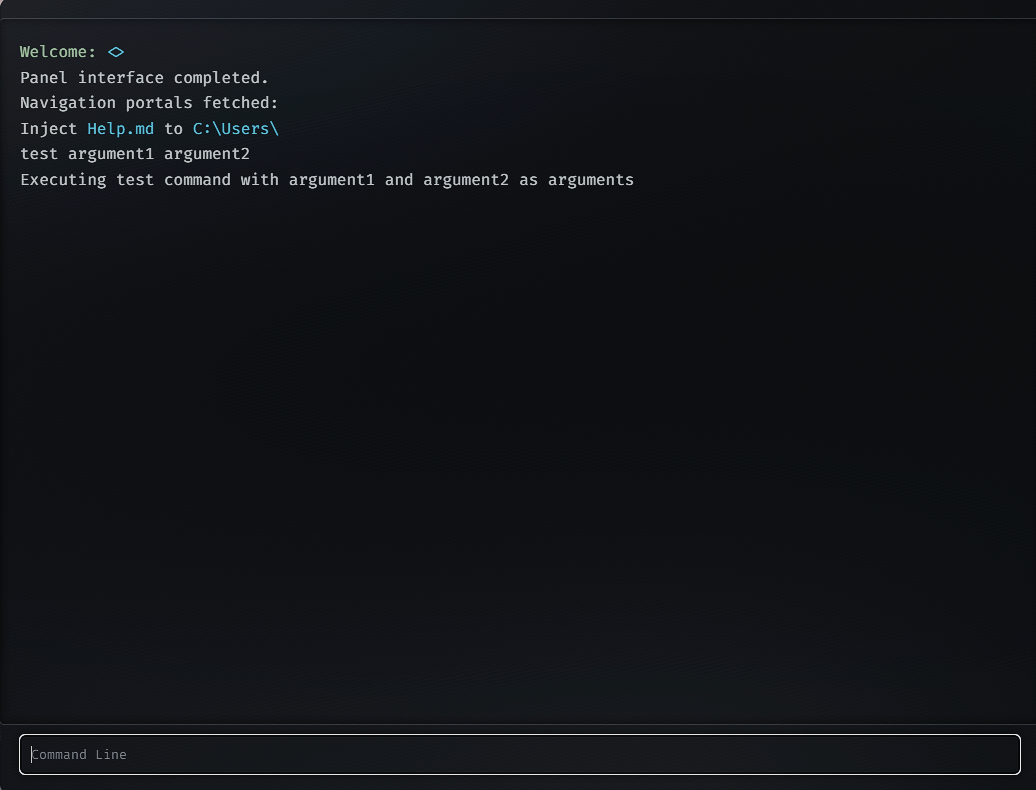 Welcome: <>
Panel interface completed.
Navigation portals fetched:
Inject Help.md to C:\Users\
test argument1 argument2
Executing test command with argument1 and argument2 as arguments
Command Line